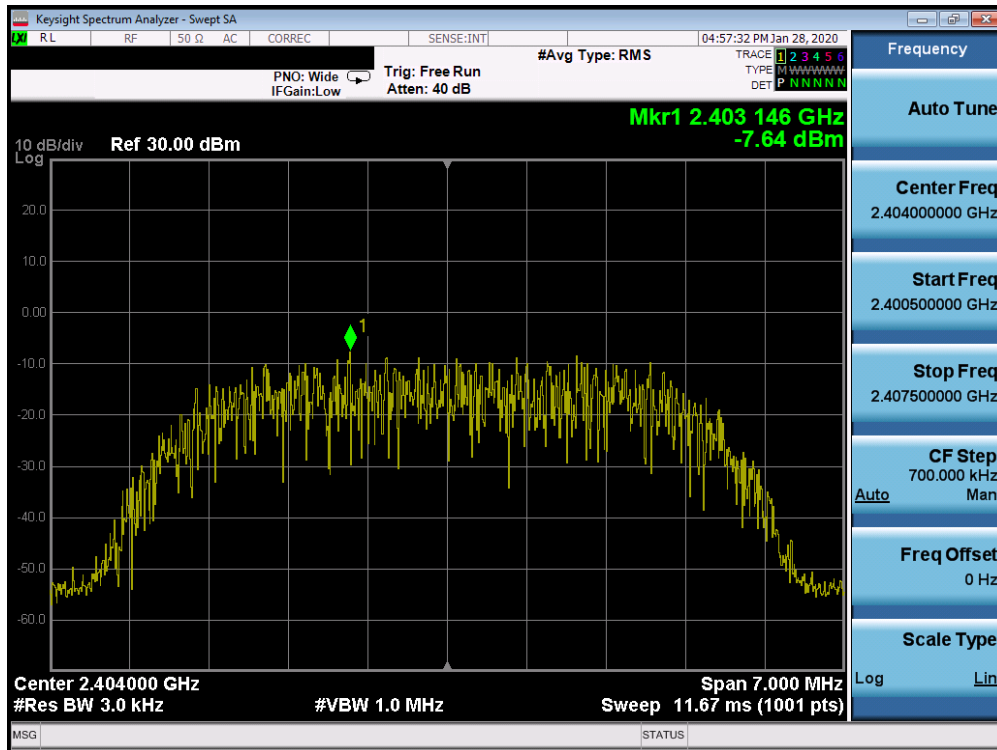 Keysight Spectrum Analyzer - Swept SA
LXI RL RF 50 Ω AC CORREC SENSE:INT 04:57:32 PM Jan 28, 2020
#Avg Type: RMS TRACE 1 2 3 4 5 6
PNO: Wide Trig: Free Run TYPE M W W W W W
IFGain:Low Atten: 40 dB DET P N N N N N
Mkr1 2.403 146 GHz
-7.64 dBm
10 dB/div Ref 30.00 dBm
Log
20.0
10.0
0.00
1
-10.0
-20.0
-30.0
-40.0
-50.0
-60.0
Center 2.404000 GHz Span 7.000 MHz
#Res BW 3.0 kHz #VBW 1.0 MHz Sweep 11.67 ms (1001 pts)
MSG STATUS
Frequency
Auto Tune
Center Freq
2.404000000 GHz
Start Freq
2.400500000 GHz
Stop Freq
2.407500000 GHz
CF Step
700.000 kHz
Auto Man
Freq Offset
0 Hz
Scale Type
Log Lin